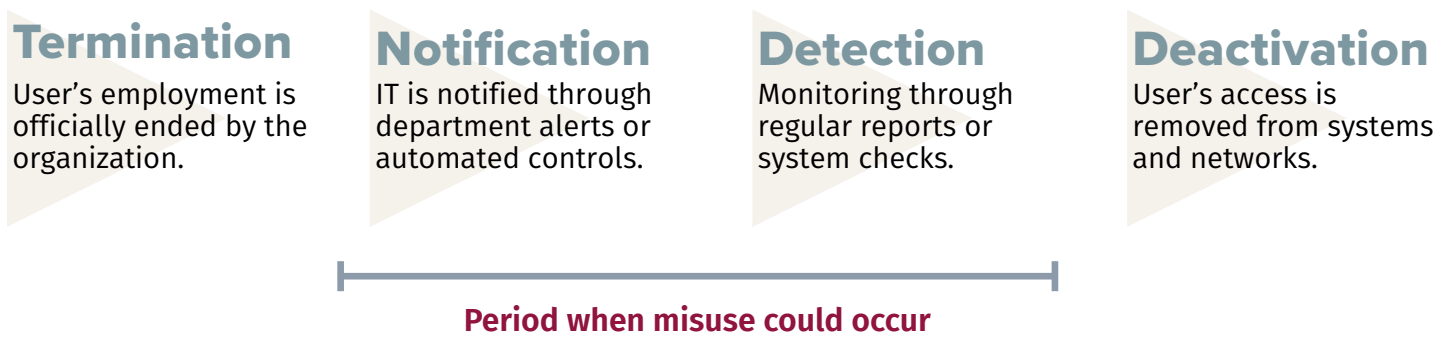 Termination
User’s employment is
officially ended by the
organization.
Notification
IT is notified through
department alerts or
automated controls.
Detection
Monitoring through
regular reports or
system checks.
Deactivation
User’s access is
removed from systems
and networks.
Period when misuse could occur